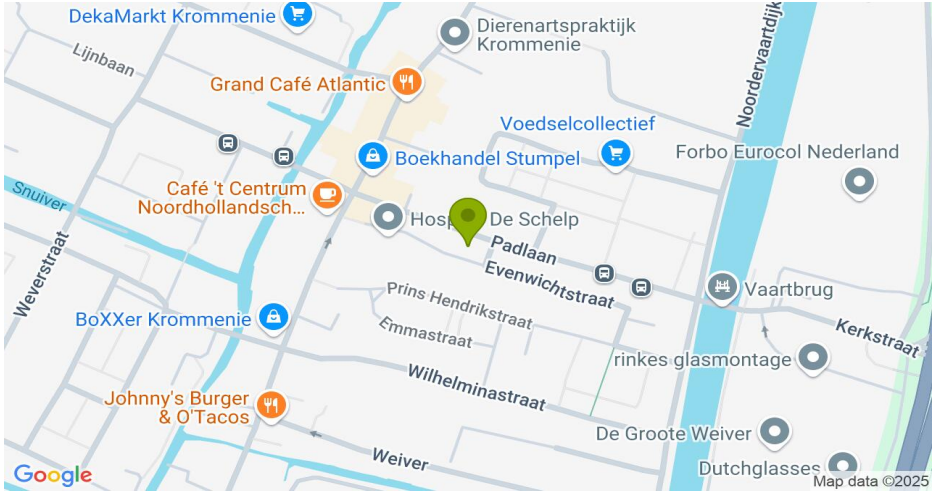 DekaMarkt Krommenie
Dierenartspraktijk
Krommenie
Lijnbaan
Grand Café Atlantic
Noordervaartdijk
Voedselcollectief
Boekhandel Stumpel
Forbo Eurocol Nederland
Café 't Centrum
Noordhollandsch...
Snuiver
De Schelp
Weverstraat
Padlaan
Evenwichtstraat
Prins Hendrikstraat
Vaartbrug
BoXXer Krommenie
Emmastraat
Kerkstraat
rinkes glasmontage
Wilhelminastraat
Johnny's Burger
& O'Tacos
De Groote Weiver
Weiver
Dutchglasses
Google
Map data ©2025